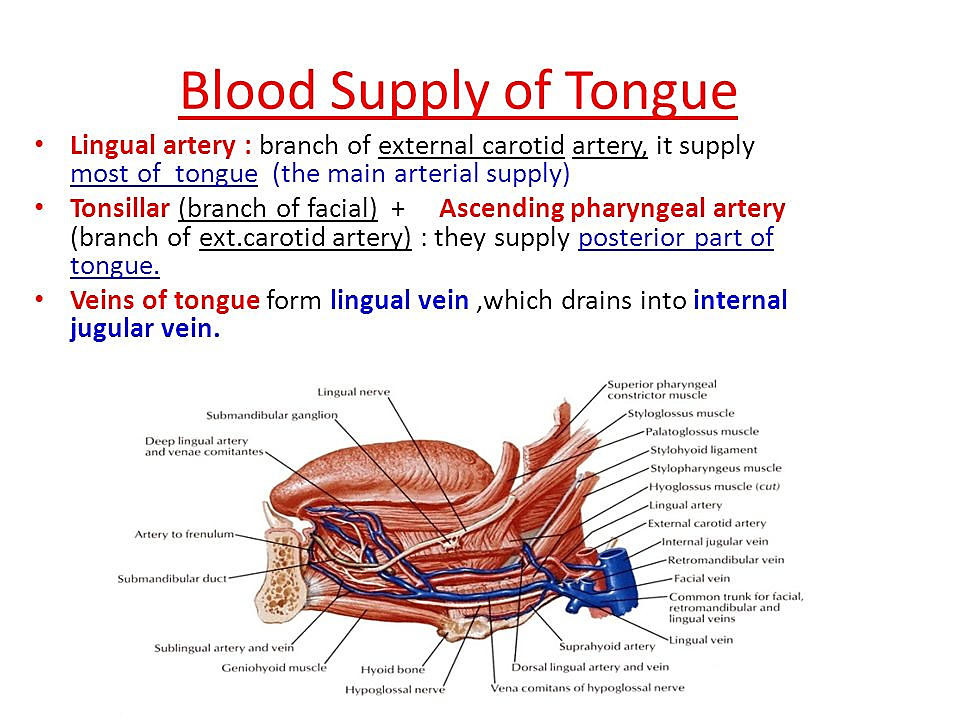 Blood Supply of Tongue
• Lingual artery : branch of external carotid artery, it supply
most of tongue (the main arterial supply)
• Tonsillar (branch of facial) + Ascending pharyngeal artery
(branch of ext.carotid artery) : they supply posterior part of
tongue.
• Veins of tongue form lingual vein ,which drains into internal
jugular vein.
Lingual nerve
Submandibular ganglion
Deep lingual artery
and venae comitantes
Artery to frenulum
Submandibular duct
Sublingual artery and vein
Geniohyoid muscle
Hyoid bone
Hypoglossal nerve
Superior pharyngeal
constrictor muscle
Styloglossus muscle
Palatoglossus muscle
Stylohyoid ligament
Stylopharyngeus muscle
Hyoglossus muscle (cut)
Lingual artery
External carotid artery
Internal jugular vein
Retromandibular vein
Facial vein
Common trunk for facial,
retromandibular and
lingual veins
Lingual vein
Suprahyoid artery
Dorsal lingual artery and vein
Vena comitans of hypoglossal nerve